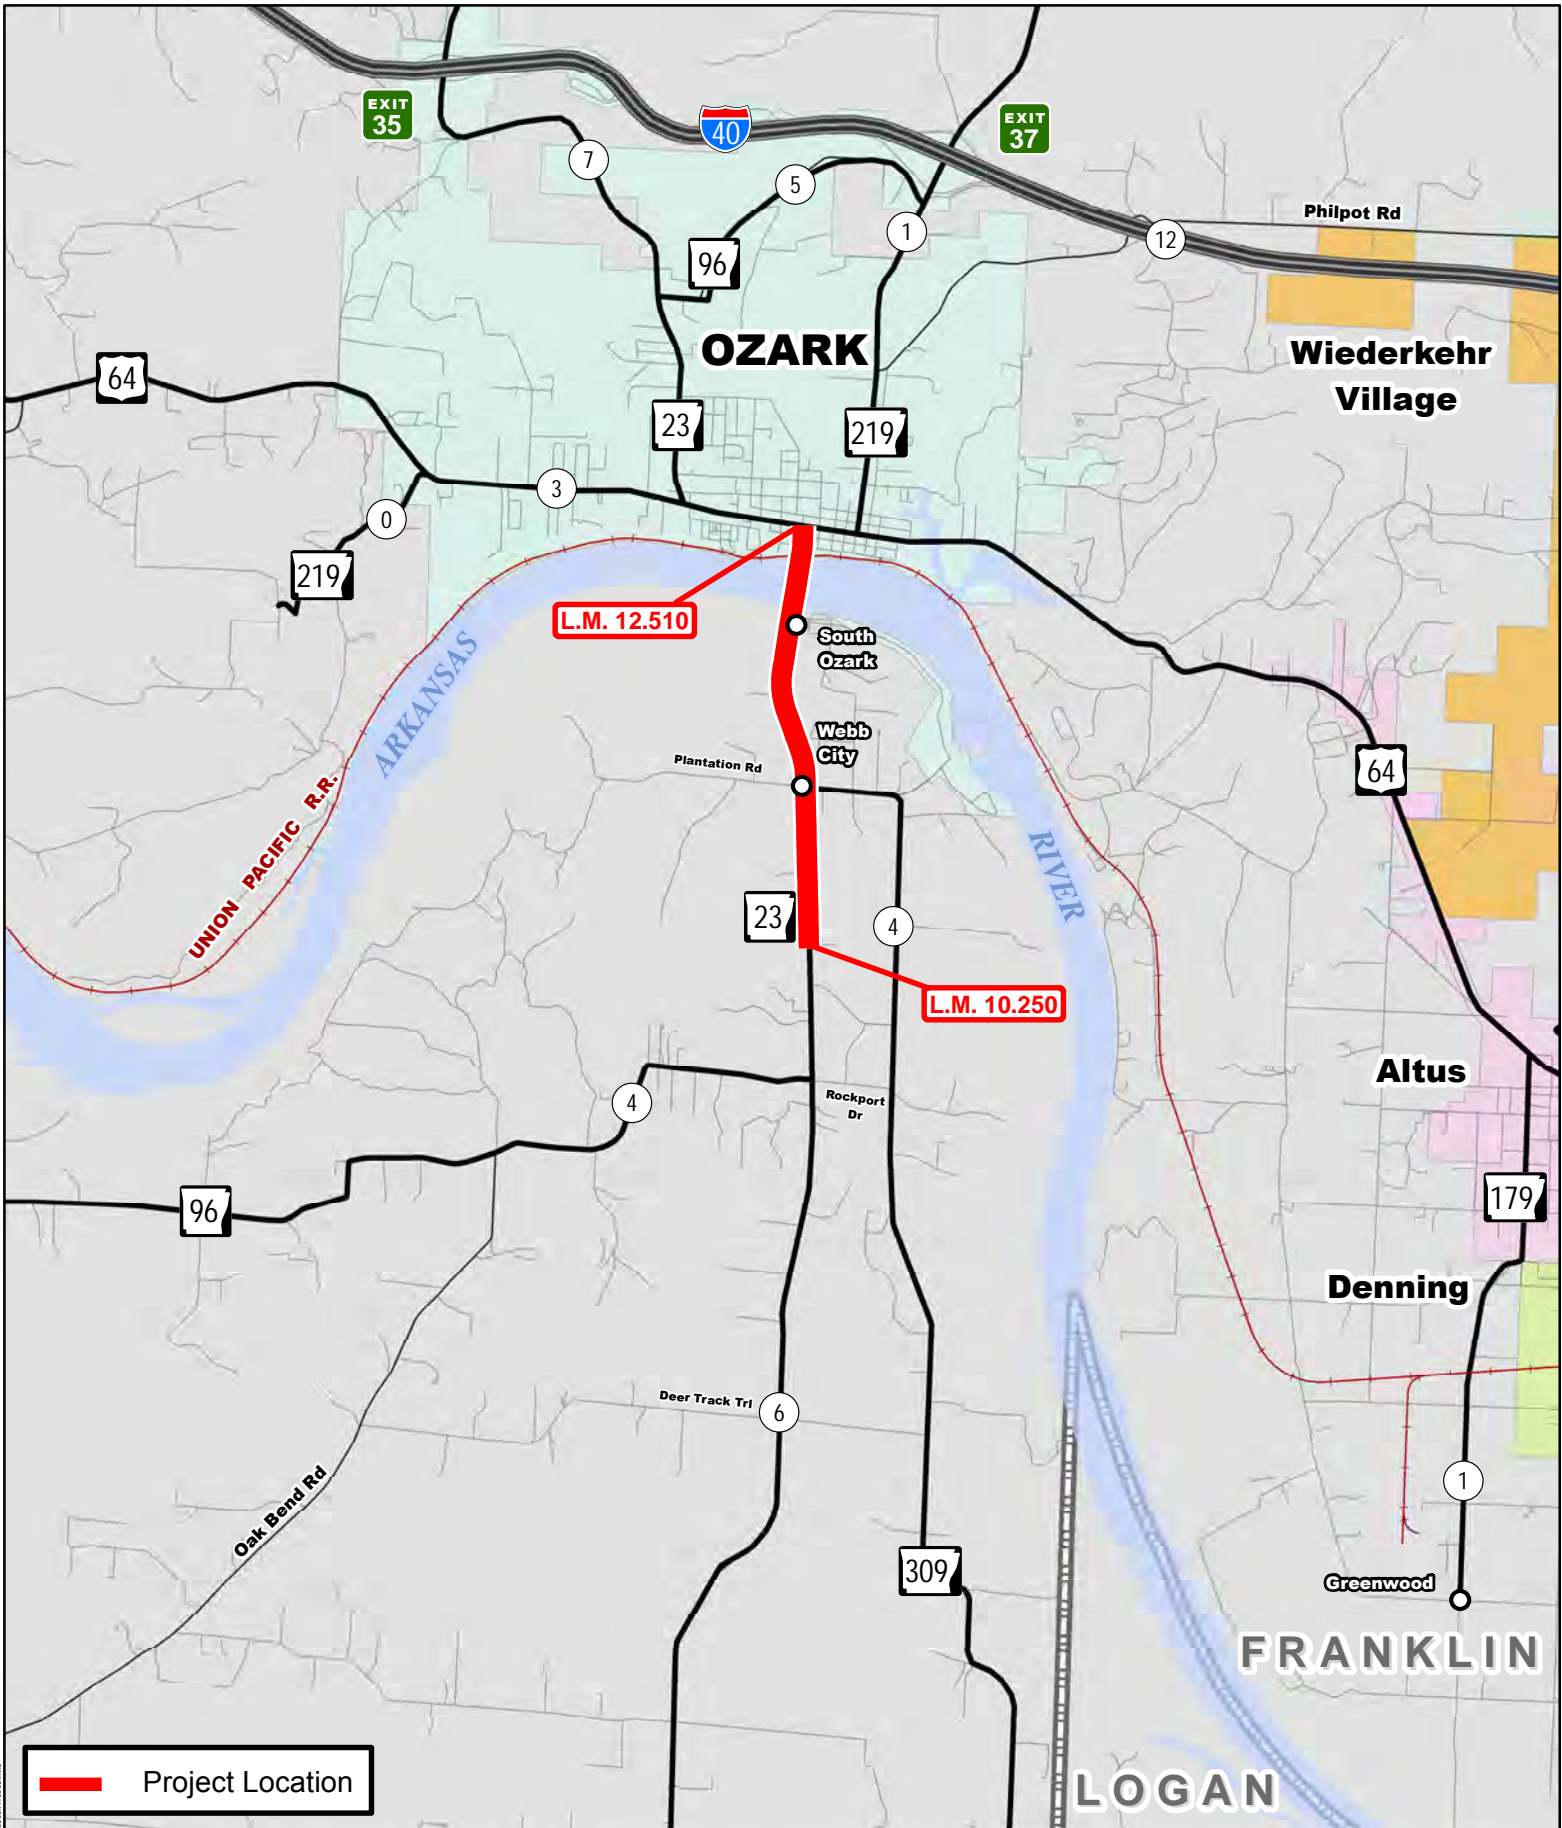 EXIT
35
40
EXIT
37
7
5
1
12
Philpot Rd
96
OZARK
Wiederkehr
Village
64
23
219
3
0
219
L.M. 12.510
South
Ozark
ARKANSAS
Webb
City
Plantation Rd
64
UNION PACIFIC R.R.
RIVER
23
4
L.M. 10.250
Altus
4
Rockport
Dr
96
179
Denning
Deer Track Trl
6
Oak Bend Rd
1
309
Greenwood
FRANKLIN
Project Location
LOGAN